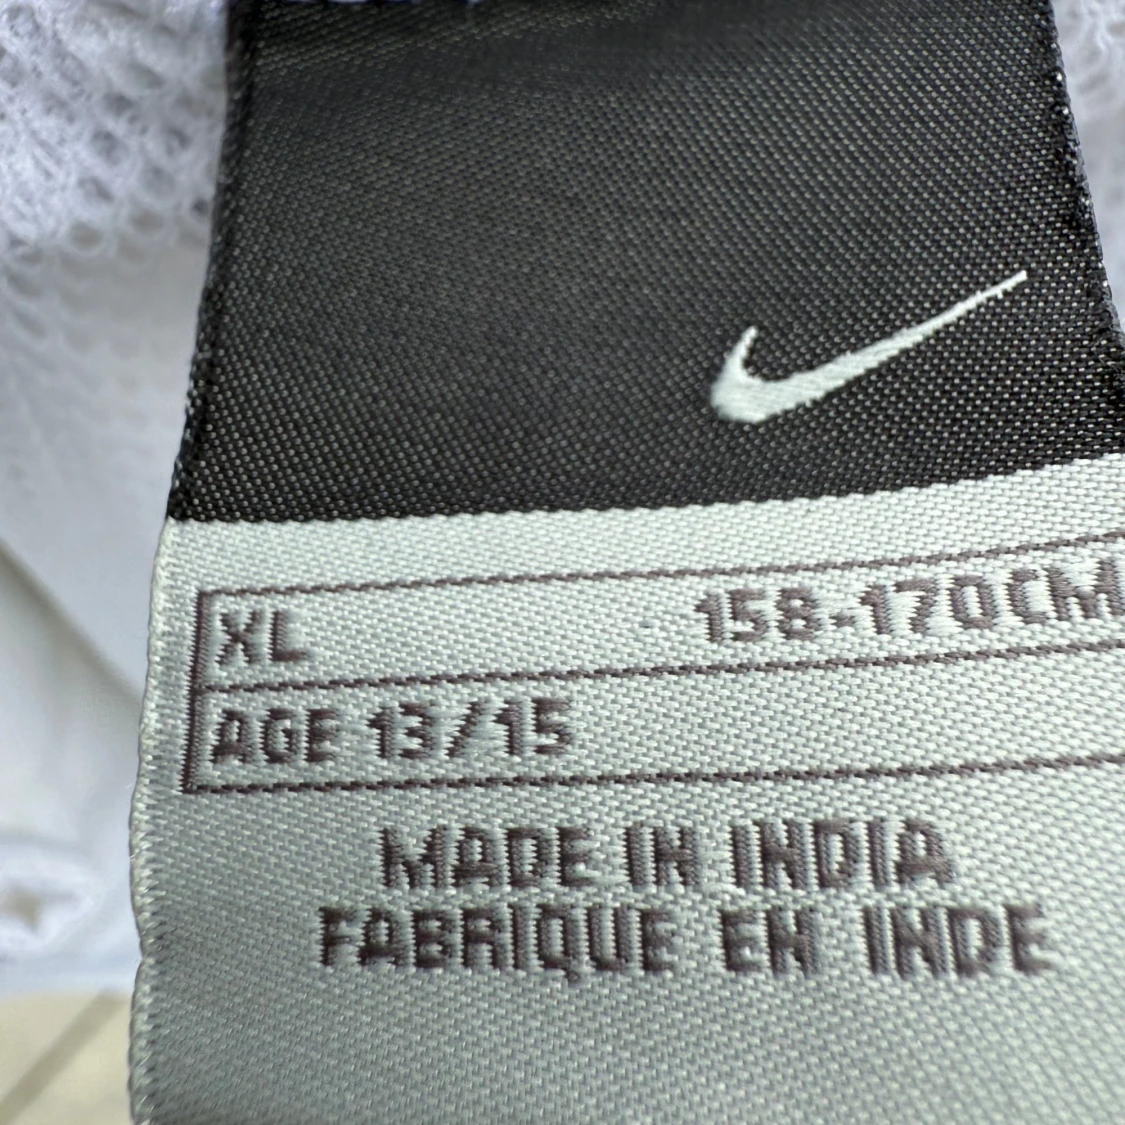 XL 158-170CM
AGE 13/15
MADE IN INDIA
FABRIQUE EN INDE